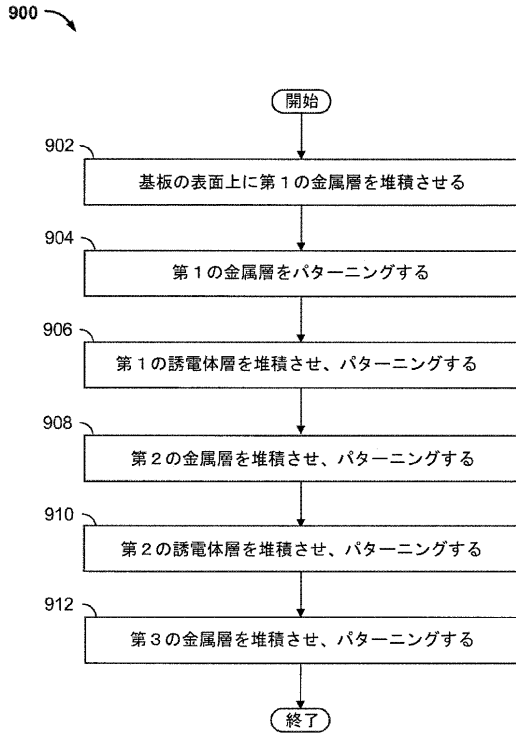 900
開始
902
基板の表面上に第1の金属層を堆積させる
904
第1の金属層をパターニングする
906
第1の誘電体層を堆積させ、パターニングする
908
第2の金属層を堆積させ、パターニングする
910
第2の誘電体層を堆積させ、パターニングする
912
第3の金属層を堆積させ、パターニングする
終了